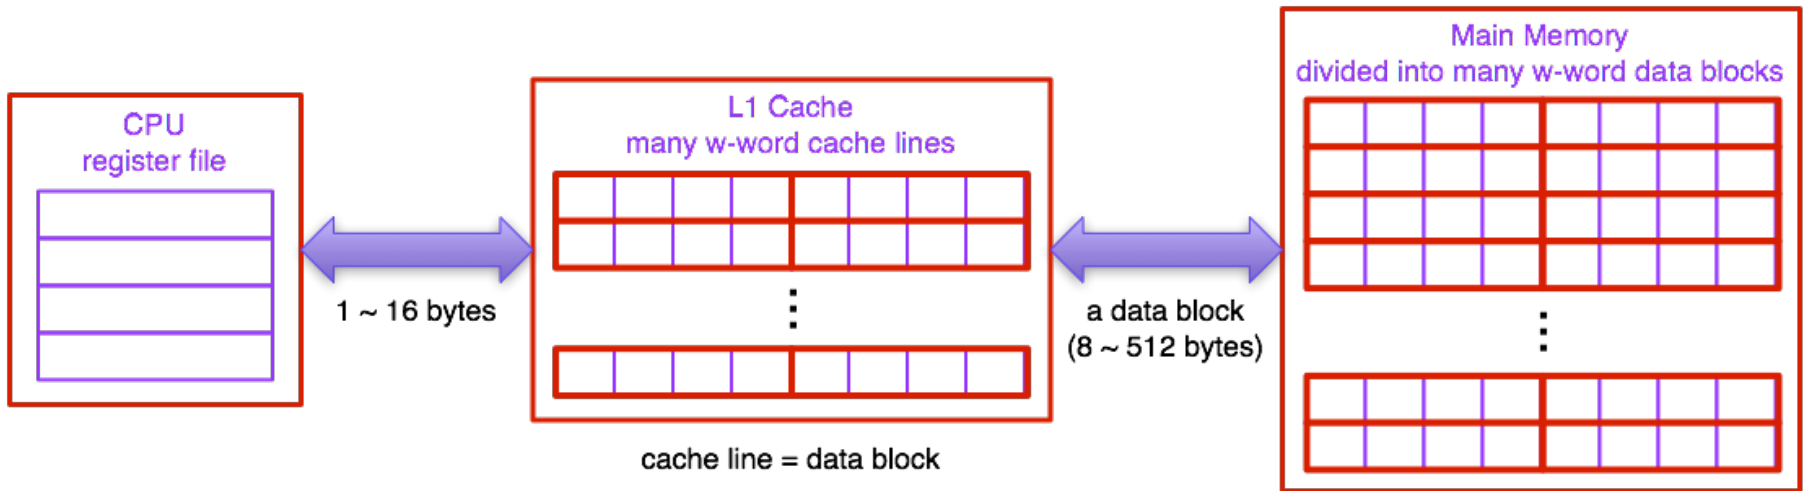 CPU
register file
1 ~ 16 bytes
L1 Cache
many w-word cache lines
cache line = data block
a data block
(8 ~ 512 bytes)
Main Memory
divided into many w-word data blocks